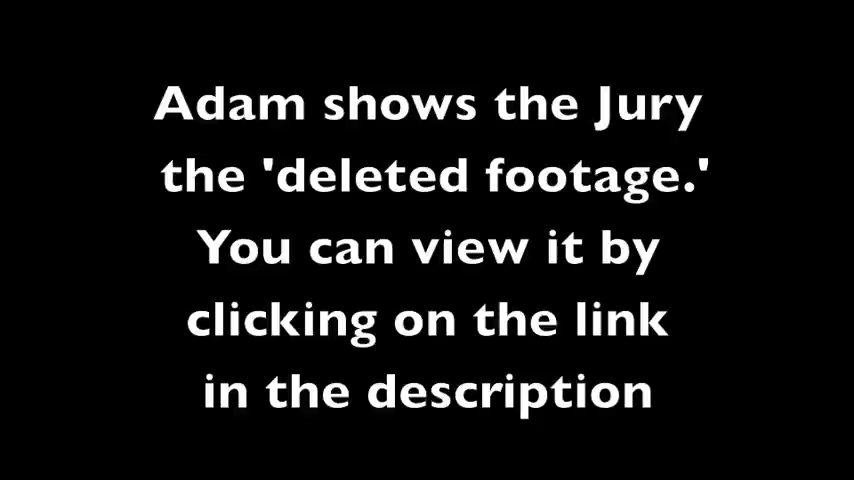 Adam shows the Jury
the 'deleted footage.'
You can view it by
clicking on the link
in the description